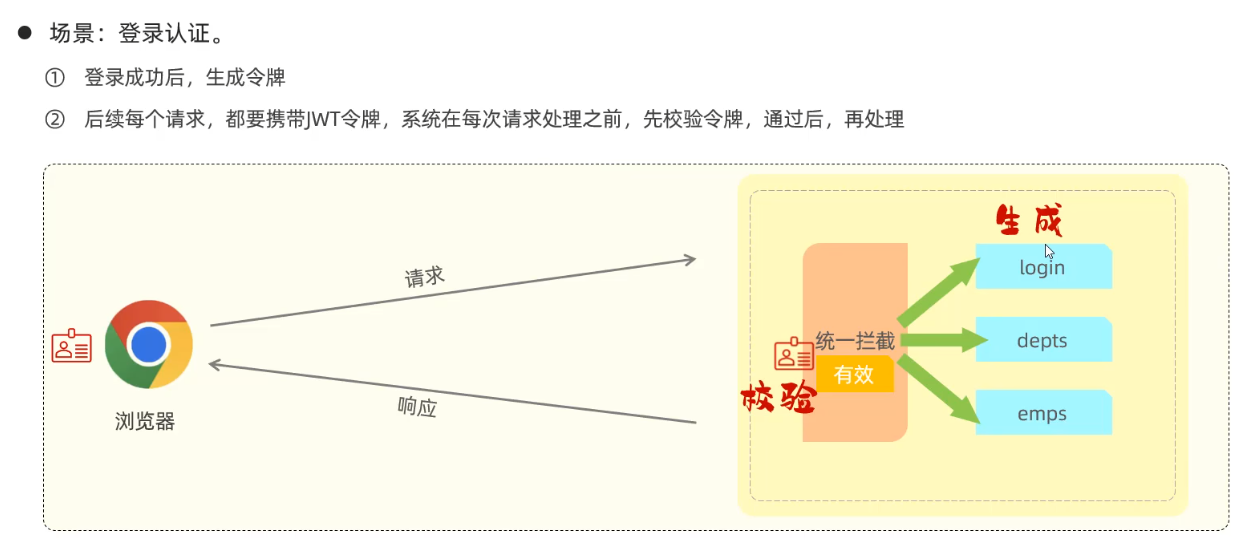 ● 场景：登录认证。
① 登录成功后，生成令牌
② 后续每个请求，都要携带JWT令牌，系统在每次请求处理之前，先校验令牌，通过后，再处理
生成
请求
login
统一拦截
depts
有效
校验
响应
浏览器
emps